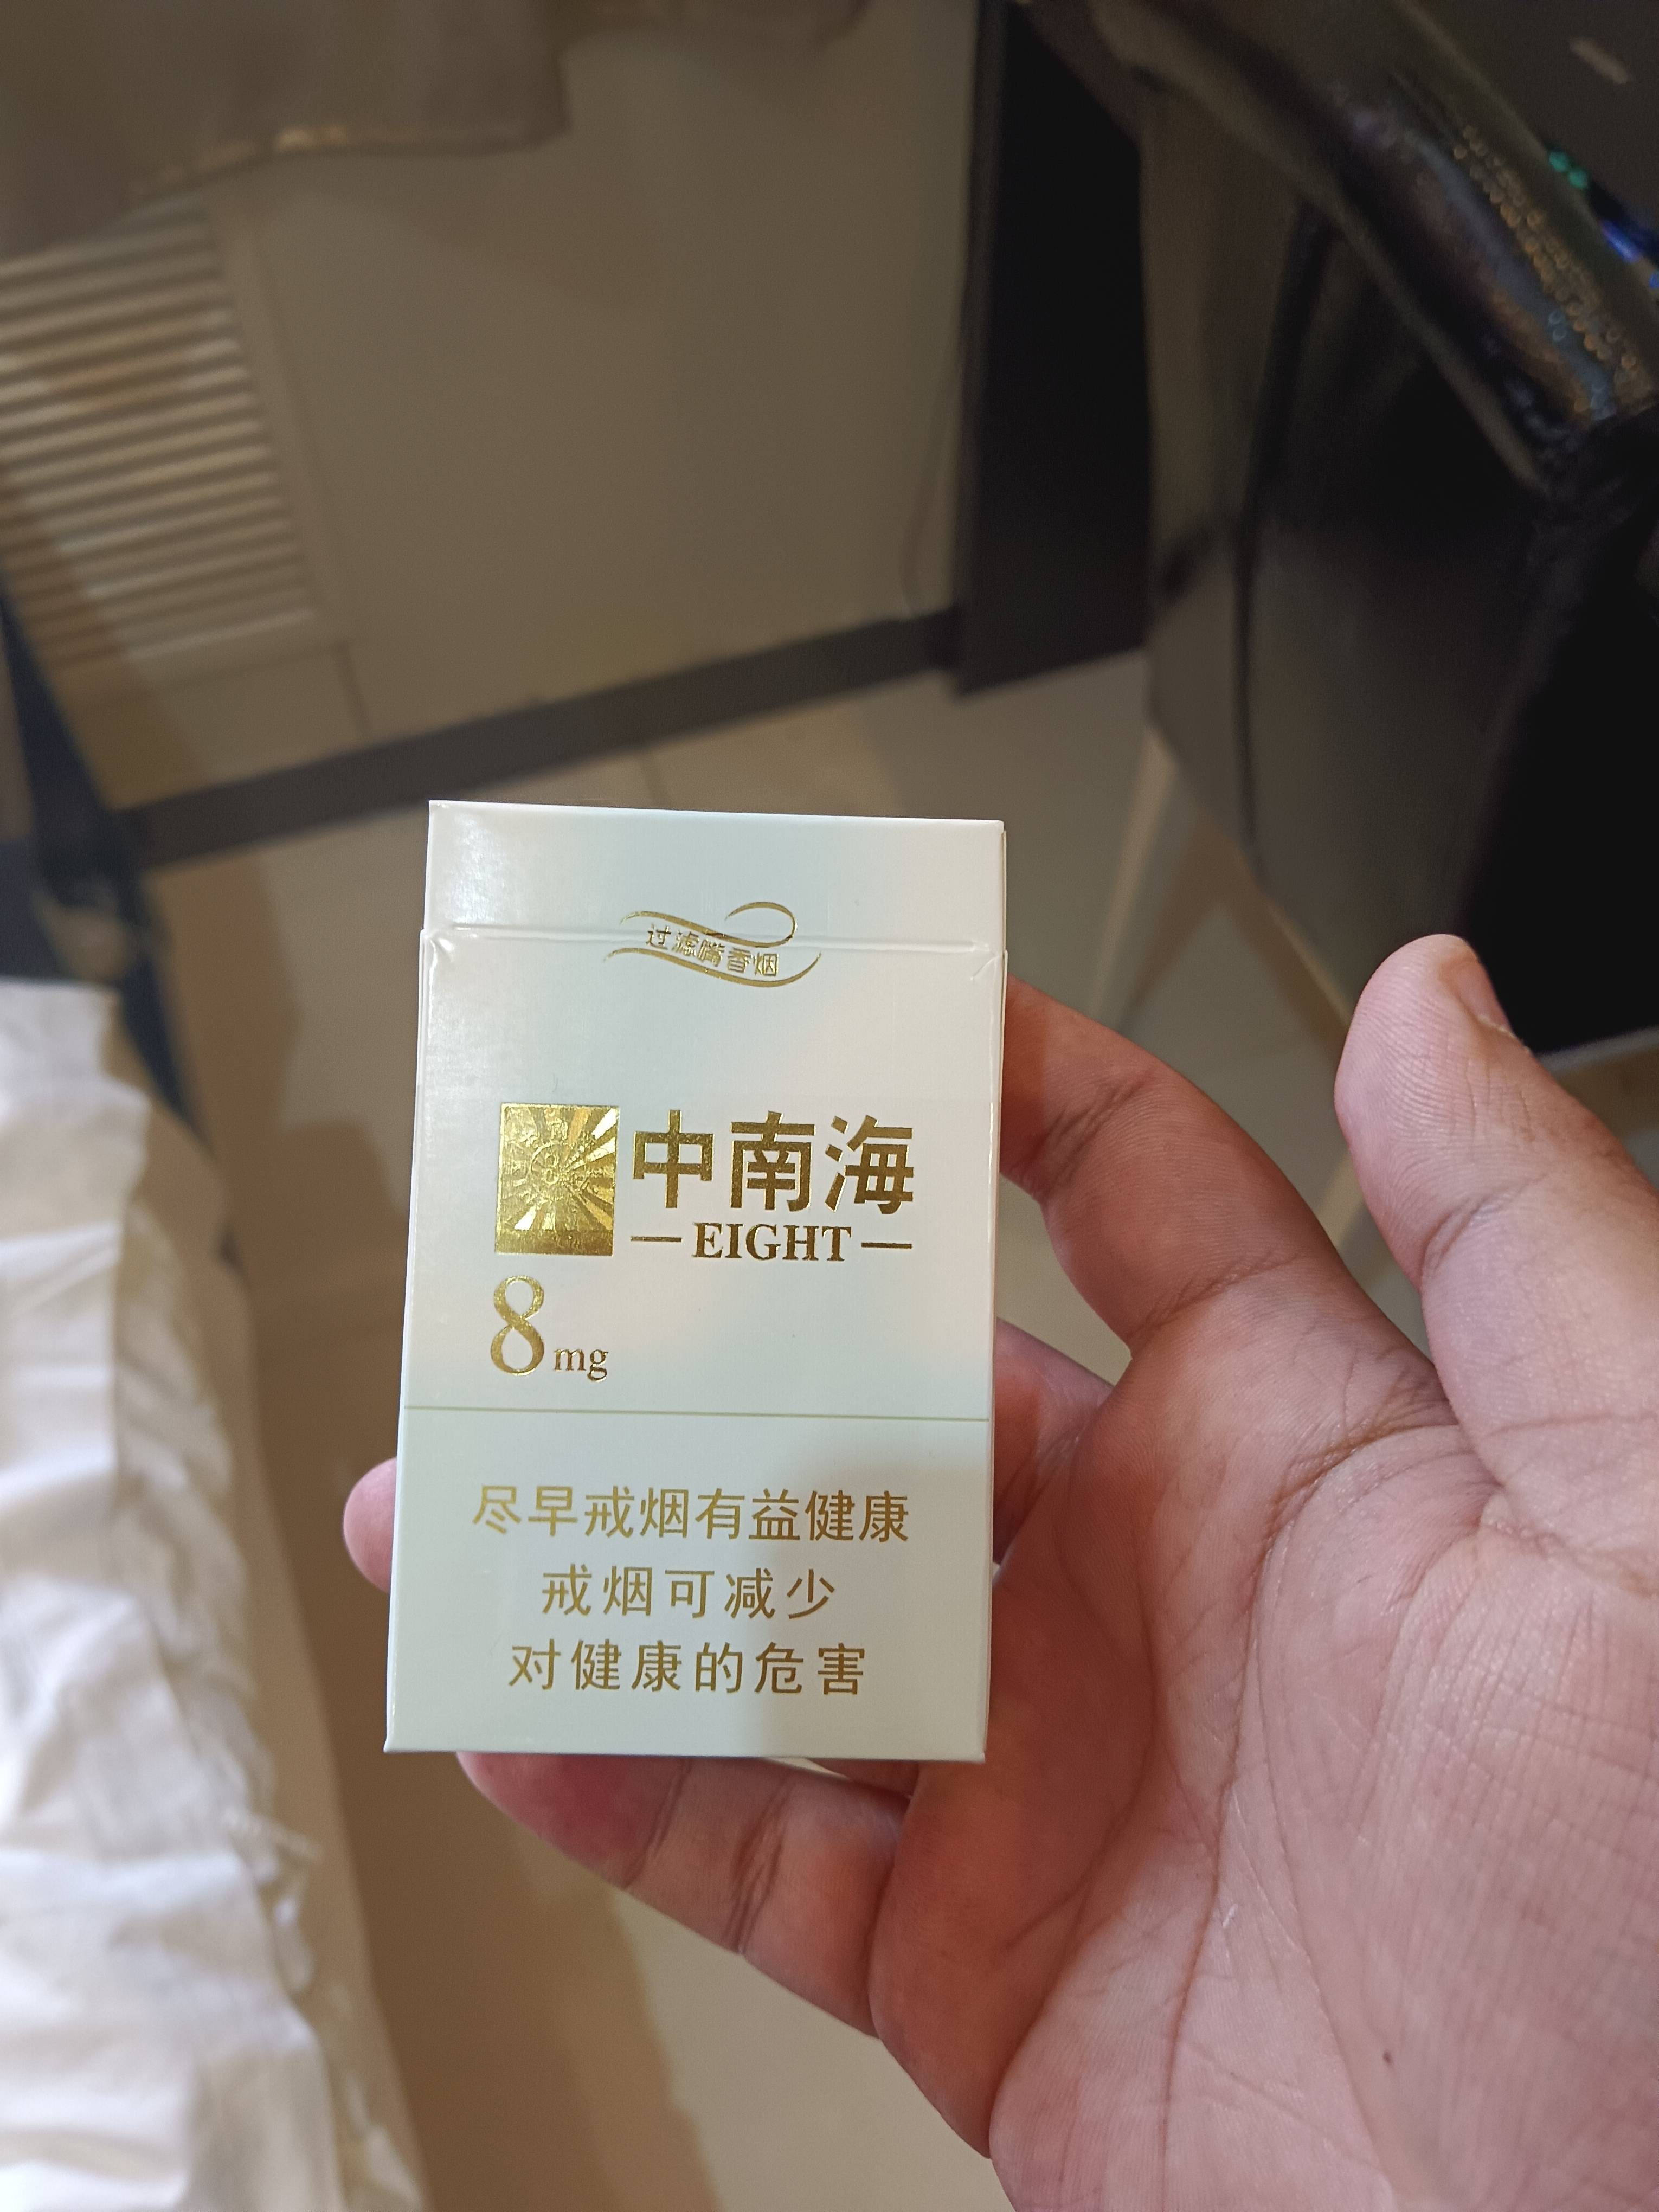 过滤嘴香烟
中南海
EIGHT
8mg
尽早戒烟有益健康
戒烟可减少
对健康的危害